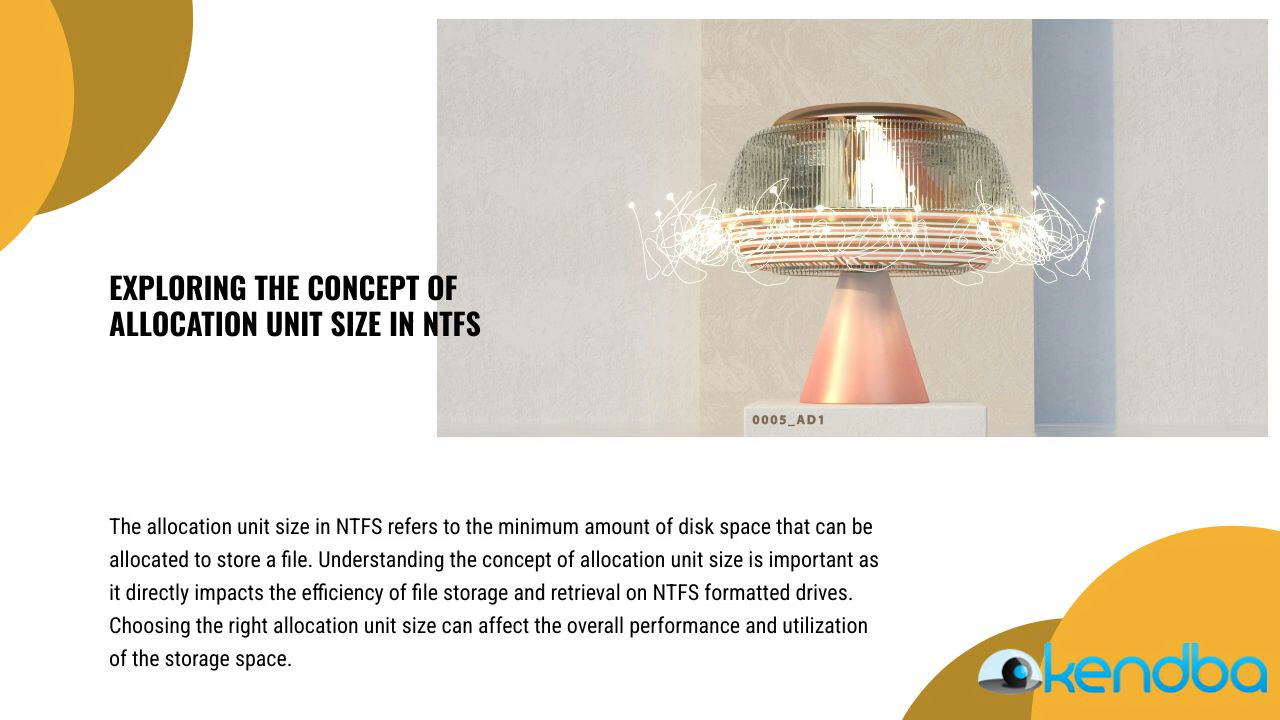 EXPLORING THE CONCEPT OF
ALLOCATION UNIT SIZE IN NTFS
0005_AD1
The allocation unit size in NTFS refers to the minimum amount of disk space that can be
allocated to store a file. Understanding the concept of allocation unit size is important as
it directly impacts the efficiency of file storage and retrieval on NTFS formatted drives.
Choosing the right allocation unit size can affect the overall performance and utilization
of the storage space.
kendba